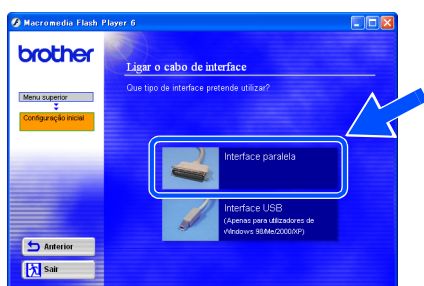 Macromedia Flash Player 6
brother
Ligar o cabo de interface
Que tipo de interface pretende utilizar?
Menu superior
Configuração inicial
Interface paralela
Interface USB
(Apenas para utilizadores de
Windows 98/Me/2000/XP)
Anterior
Sair